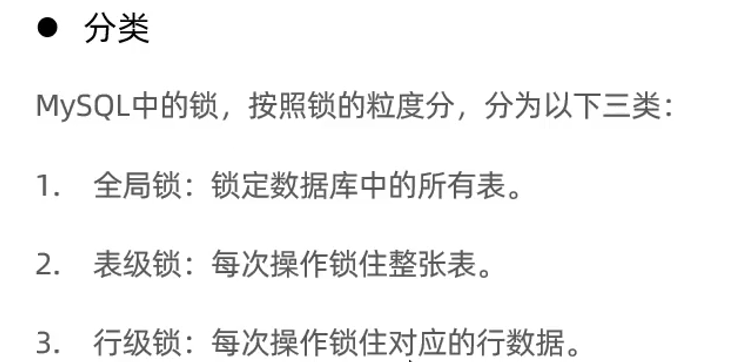 ● 分类
MySQL中的锁，按照锁的粒度分，分为以下三类：
1. 全局锁：锁定数据库中的所有表。
2. 表级锁：每次操作锁住整张表。
3. 行级锁：每次操作锁住对应的行数据。